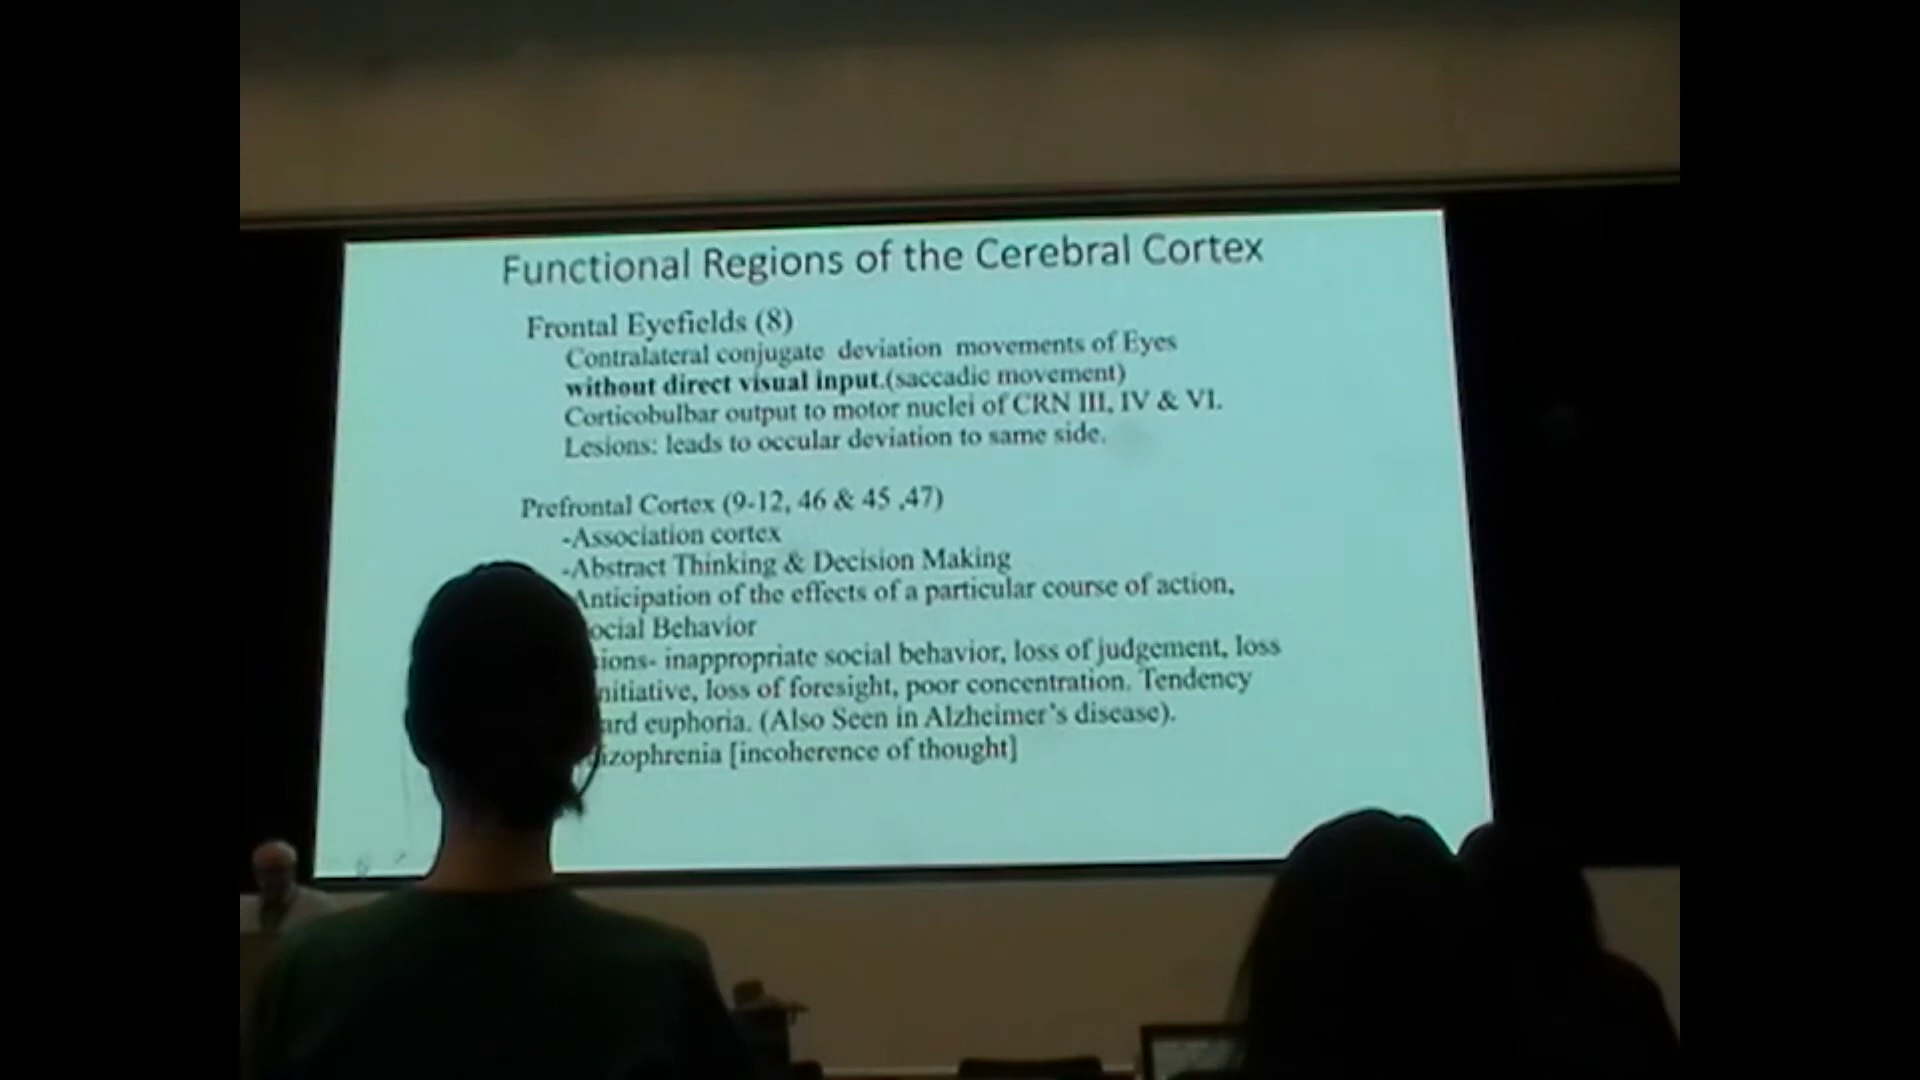 Functional Regions of the Cerebral Cortex
Frontal Eyefields (8)
Contralateral conjugate deviation movements of Eyes
without direct visual input.(saccadic movement)
Corticobulbar output to motor nuclei of CRN III, IV & VI.
Lesions: leads to occular deviation to same side.
Prefrontal Cortex (9-12, 46 & 45 ,47)
-Association cortex
-Abstract Thinking & Decision Making
Anticipation of the effects of a particular course of action,
ocial Behavior
ions- inappropriate social behavior, loss of judgement, loss
nitiative, loss of foresight, poor concentration. Tendency
ard euphoria. (Also Seen in Alzheimer's disease).
izophrenia [incoherence of thought]